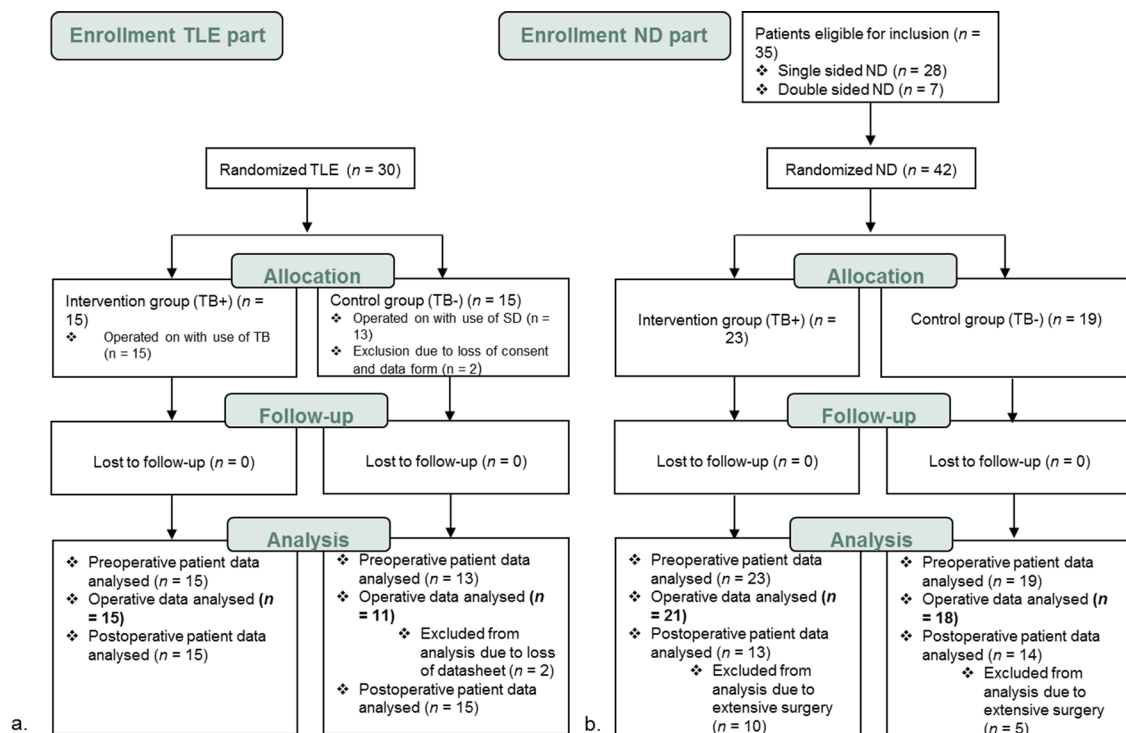 Enrollment TLE part
Randomized TLE (n = 30)
Allocation
Intervention group (TB+) (n =
15)
❖ Operated on with use of TB
(n = 15)
Control group (TB-) (n = 15)
❖ Operated on with use of SD (n =
13)
❖ Exclusion due to loss of consent
and data form (n = 2)
Follow-up
Lost to follow-up (n = 0)
Lost to follow-up (n = 0)
Analysis
❖ Preoperative patient data
analysed (n = 15)
❖ Operative data analysed (n
= 15)
❖ Postoperative patient data
analysed (n = 15)
❖ Preoperative patient data
analysed (n = 13)
❖ Operative data analysed (n
= 11)
❖ Excluded from
analysis due to loss
of datasheet (n = 2)
❖ Postoperative patient data
analysed (n = 15)
a.
Enrollment ND part
Patients eligible for inclusion (n =
35)
❖ Single sided ND (n = 28)
❖ Double sided ND (n = 7)
Randomized ND (n = 42)
Allocation
Intervention group (TB+) (n =
23)
Control group (TB-) (n = 19)
Follow-up
Lost to follow-up (n = 0)
Lost to follow-up (n = 0)
Analysis
❖ Preoperative patient data
analysed (n = 23)
❖ Operative data analysed (n
= 21)
❖ Postoperative patient data
analysed (n = 13)
❖ Excluded from
analysis due to
extensive surgery
(n = 10)
❖ Preoperative patient data
analysed (n = 19)
❖ Operative data analysed (n
= 18)
❖ Postoperative patient data
analysed (n = 14)
❖ Excluded from
analysis due to
extensive surgery
(n = 5)
b.